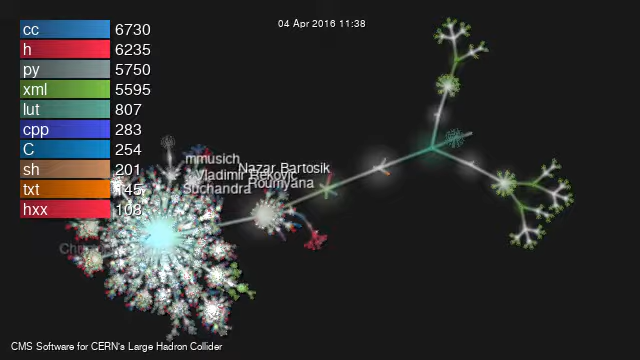 04 Apr 2016 11:38
cc 6730
h 6235
py 5750
xml 5595
lut 807
cpp 283
C 254
sh 201
txt 145
hxx 108
mmusich
Nazar Bartosik
Vladimir Rekovic
Roumyana
Suchandra
CMS Software for CERN's Large Hadron Collider